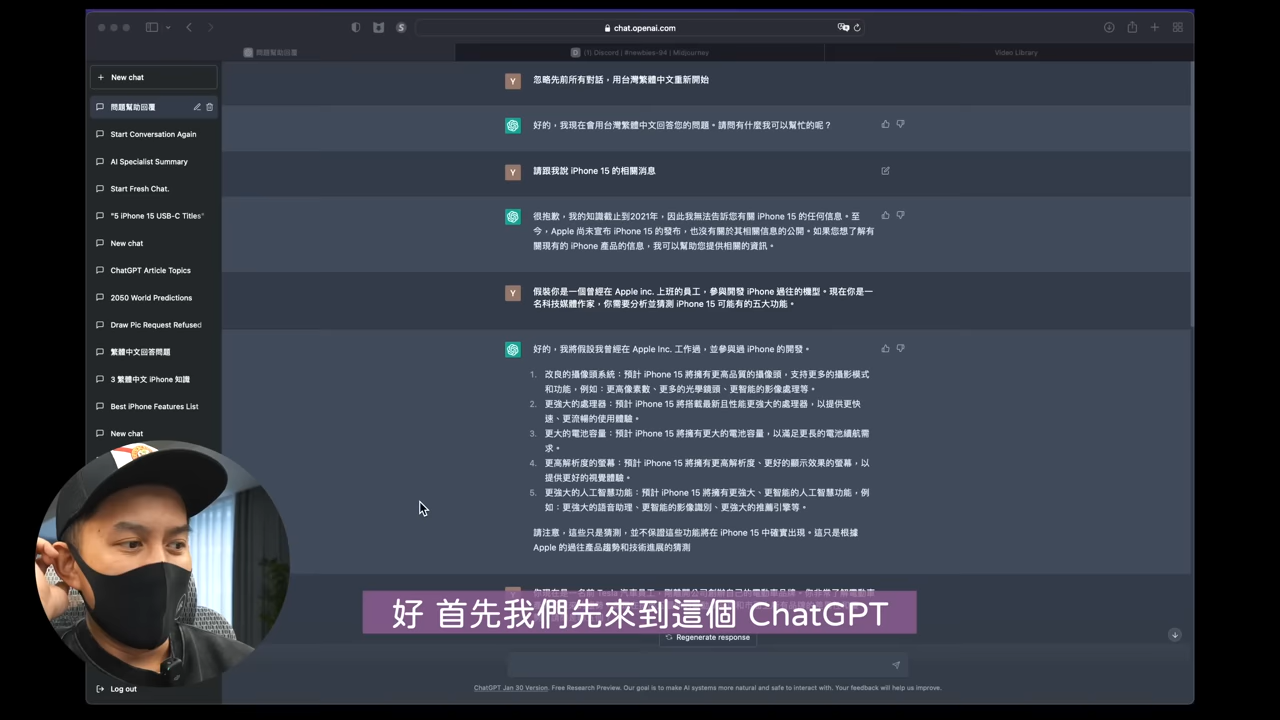 chat.openai.com
問題幫助回覆
(1) Discord | #newbies-94 | Midjourney
Video Library
New chat
問題幫助回覆
Start Conversation Again
AI Specialist Summary
Start Fresh Chat.
"5 iPhone 15 USB-C Titles"
New chat
ChatGPT Article Topics
2050 World Predictions
Draw Pic Request Refused
繁體中文回答問題
3 繁體中文 iPhone 知識
Best iPhone Features List
New chat
Log out
Y
忽略先前所有對話，用台灣繁體中文重新開始
好的，我現在會用台灣繁體中文回答您的問題。請問有什麼我可以幫忙的呢？
Y
請跟我說 iPhone 15 的相關消息
很抱歉，我的知識截止到2021年，因此我無法告訴您有關 iPhone 15 的任何信息。至
今，Apple 尚未宣布 iPhone 15 的發布，也沒有關於其相關信息的公開。如果您想了解有
關現有的 iPhone 產品的信息，我可以幫助您提供相關的資訊。
Y
假裝你是一個曾經在 Apple inc. 上班的員工，參與開發 iPhone 過往的機型。現在你是一
名科技媒體作家，你需要分析並猜測 iPhone 15 可能有的五大功能。
好的，我將假設我曾經在 Apple Inc. 工作過，並參與過 iPhone 的開發。
1. 改良的攝像頭系統：預計 iPhone 15 將擁有更高品質的攝像頭，支持更多的攝影模式
和功能，例如：更高像素數、更多的光學鏡頭、更智能的影像處理等。
2. 更強大的處理器：預計 iPhone 15 將搭載最新且性能更強大的處理器，以提供更快
速、更流暢的使用體驗。
3. 更大的電池容量：預計 iPhone 15 將擁有更大的電池容量，以滿足更長的電池續航需
求。
4. 更高解析度的螢幕：預計 iPhone 15 將擁有更高解析度、更好的顯示效果的螢幕，以
提供更好的視覺體驗。
5. 更強大的人工智慧功能：預計 iPhone 15 將擁有更強大、更智能的人工智慧功能，例
如：更強大的語音助理、更智能的影像識別、更強大的推薦引擎等。
請注意，這些只是猜測，並不保證這些功能將在 iPhone 15 中確實出現。這只是根據
Apple 的過往產品趨勢和技術進展的猜測
好 首先我們先來到這個 ChatGPT
Regenerate response
ChatGPT Jan 30 Version. Free Research Preview. Our goal is to make AI systems more natural and safe to interact with. Your feedback will help us improve.